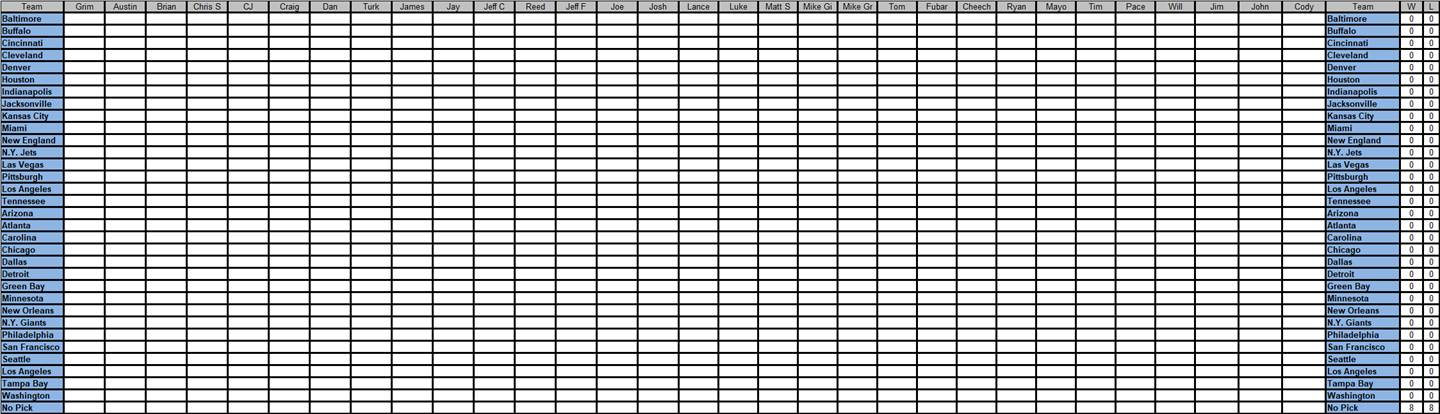 Team Grim Austin Brian Chris S CJ Craig Dan Turk James Jay Jeff C Reed Jeff F Joe Josh Lance Luke Matt S Mike Gi Mike Gr Tom Fubar Cheech Ryan Mayo Tim Pace Will Jim John Cody Team W L
Baltimore Baltimore 0 0
Buffalo Buffalo 0 0
Cincinnati Cincinnati 0 0
Cleveland Cleveland 0 0
Denver Denver 0 0
Houston Houston 0 0
Indianapolis Indianapolis 0 0
Jacksonville Jacksonville 0 0
Kansas City Kansas City 0 0
Miami Miami 0 0
New England New England 0 0
N.Y. Jets N.Y. Jets 0 0
Las Vegas Las Vegas 0 0
Pittsburgh Pittsburgh 0 0
Los Angeles Los Angeles 0 0
Tennessee Tennessee 0 0
Arizona Arizona 0 0
Atlanta Atlanta 0 0
Carolina Carolina 0 0
Chicago Chicago 0 0
Dallas Dallas 0 0
Detroit Detroit 0 0
Green Bay Green Bay 0 0
Minnesota Minnesota 0 0
New Orleans New Orleans 0 0
N.Y. Giants N.Y. Giants 0 0
Philadelphia Philadelphia 0 0
San Francisco San Francisco 0 0
Seattle Seattle 0 0
Los Angeles Los Angeles 0 0
Tampa Bay Tampa Bay 0 0
Washington Washington 0 0
No Pick No Pick 8 8